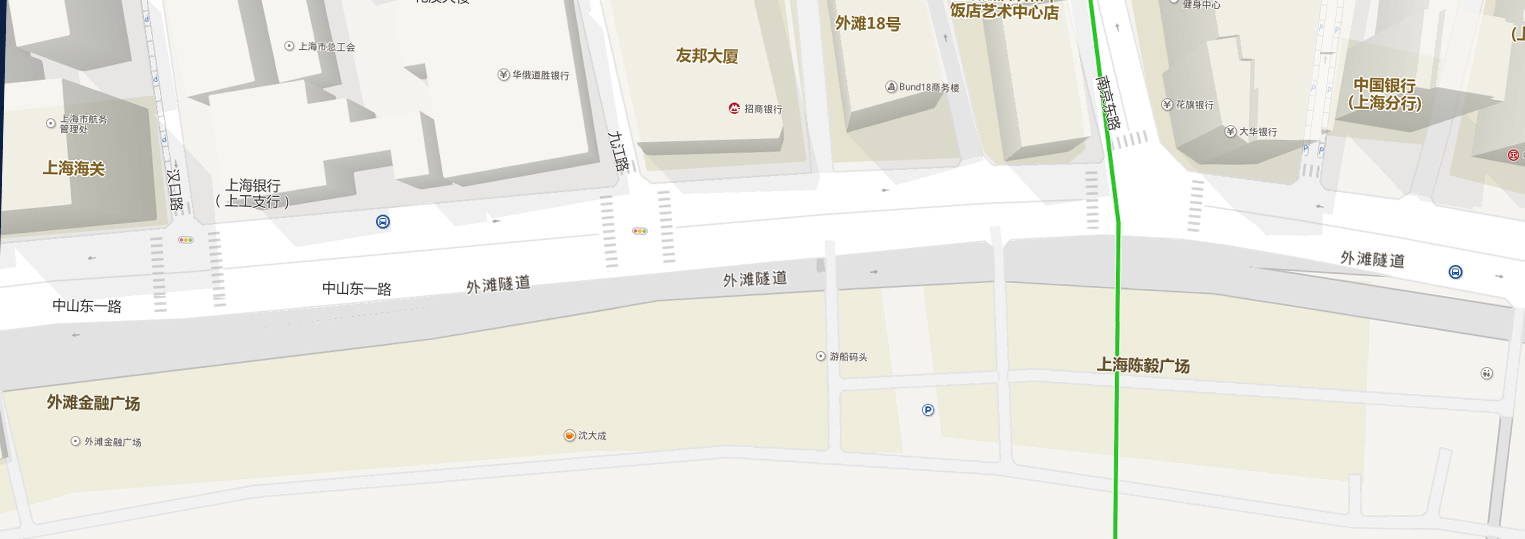 饭店艺术中心店
健身中心
外滩18号
上海市总工会
友邦大厦
华俄道胜银行
Bund18商务楼
中国银行
(上海分行)
招商银行
南京东路
花旗银行
大华银行
上海市航务
管理处
上海海关
汉口路
九江路
上海银行
(上工支行)
外滩隧道
外滩隧道
外滩隧道
中山东一路
中山东一路
游船码头
上海陈毅广场
外滩金融广场
外滩金融广场
沈大成
P
P
P
P
P